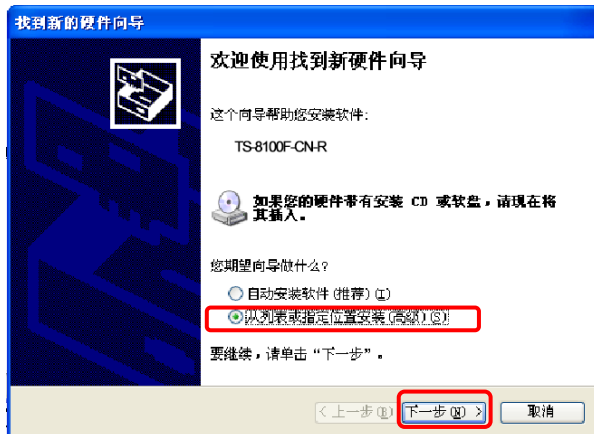 找到新的硬件向导
欢迎使用找到新硬件向导
这个向导帮助您安装软件:
TS-8100F-CN-R
如果您的硬件带有安装 CD 或软盘，请现在将
其插入。
您期望向导做什么?
自动安装软件(推荐)(I)
从列表或指定位置安装(高级)(S)
要继续，请单击“下一步”。
< 上一步(B)
下一步(N) >
取消